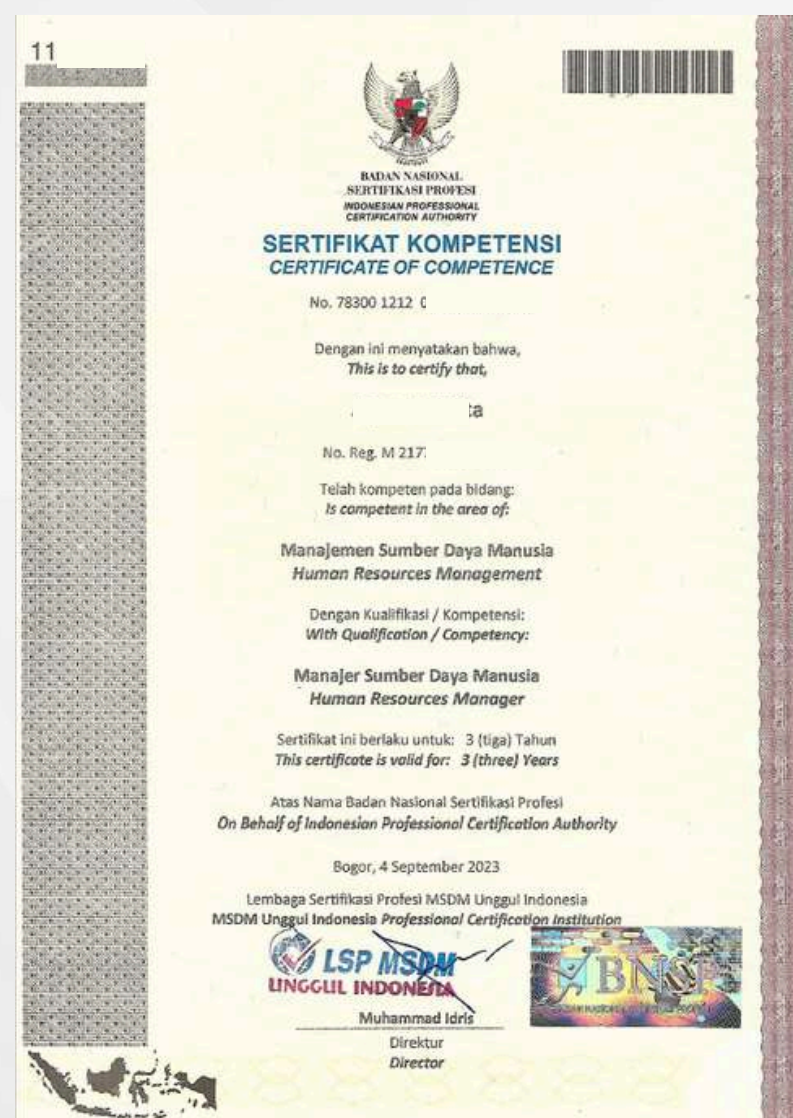 11
BADAN NASIONAL
SERTIFIKASI PROFESI
INDONESIAN PROFESSIONAL
CERTIFICATION AUTHORITY
SERTIFIKAT KOMPETENSI
CERTIFICATE OF COMPETENCE
No. 78300 1212
Dengan ini menyatakan bahwa,
This is to certify that,
ta
No. Reg. M 217
Telah kompeten pada bidang:
Is competent in the area of:
Manajemen Sumber Daya Manusia
Human Resources Management
Dengan Kualifikasi / Kompetensi:
With Qualification / Competency:
Manajer Sumber Daya Manusia
Human Resources Manager
Sertifikat ini berlaku untuk: 3 (tiga) Tahun
This certificate is valid for: 3 (three) Years
Atas Nama Badan Nasional Sertifikasi Profesi
On Behalf of Indonesian Professional Certification Authority
Bogor, 4 September 2023
Lembaga Sertifikasi Profesi MSDM Unggul Indonesia
MSDM Unggul Indonesia Professional Certification Institution
LSP MSDM
UNGGUL INDONESIA
BNSP
Muhammad Idris
Direktur
Director